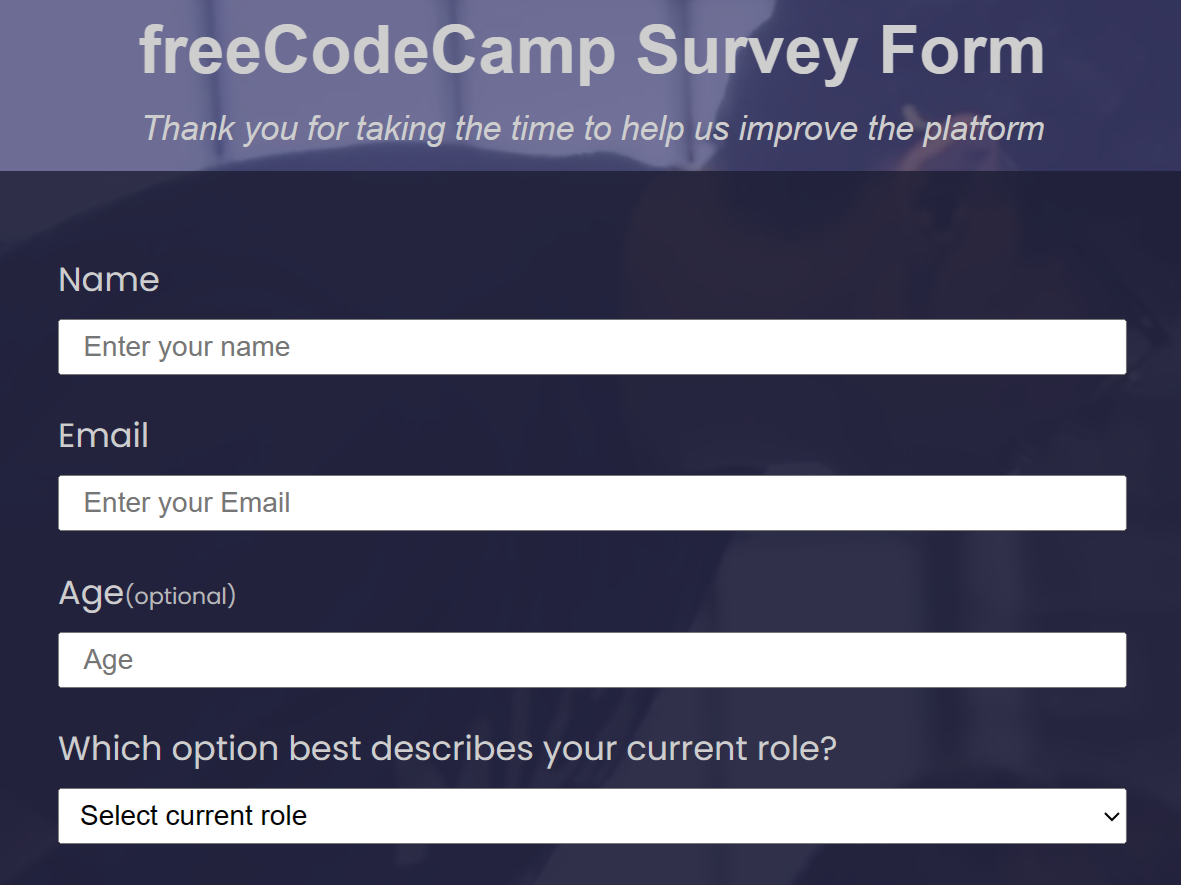 freeCodeCamp Survey Form
Thank you for taking the time to help us improve the platform
Name
Enter your name
Email
Enter your Email
Age(optional)
Age
Which option best describes your current role?
Select current role